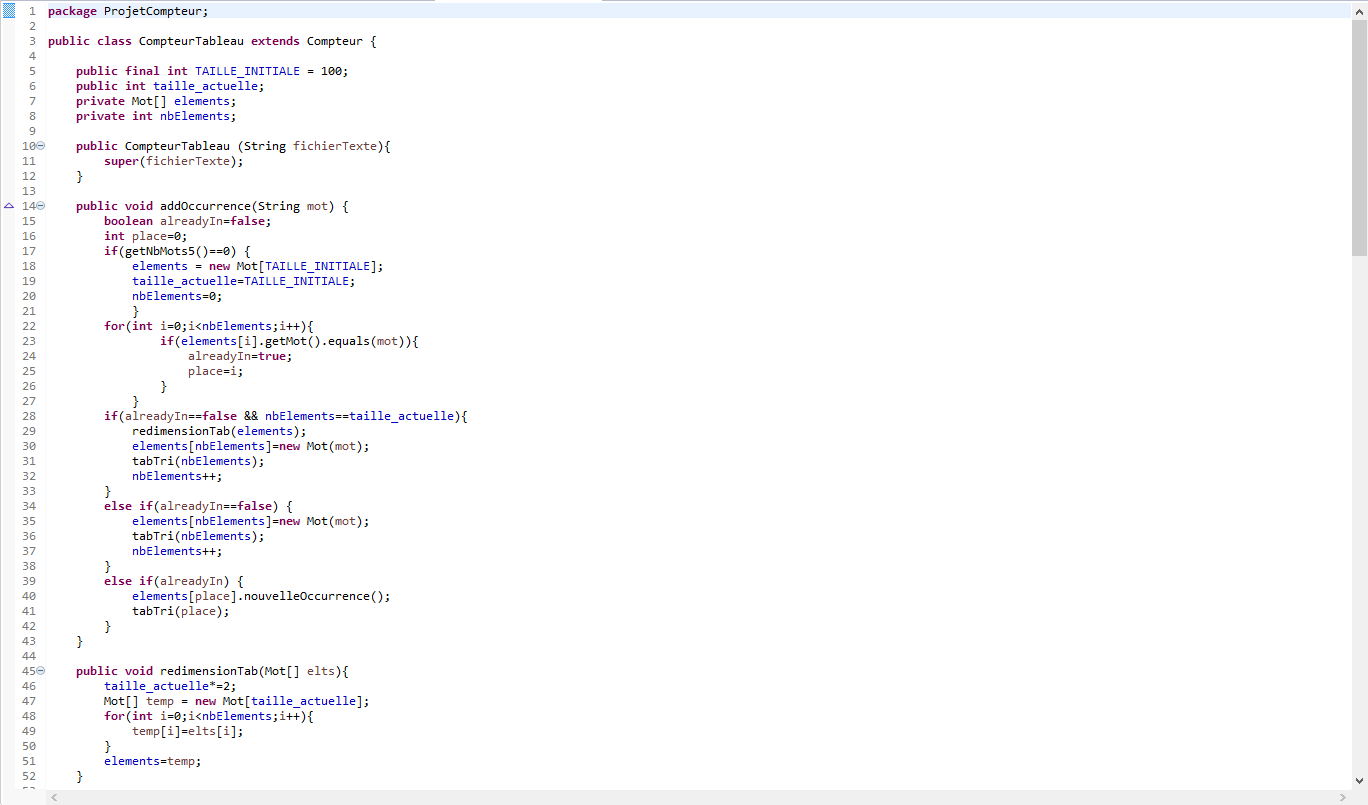 1 package ProjetCompteur;
2
3 public class CompteurTableau extends Compteur {
4
5     public final int TAILLE_INITIALE = 100;
6     public int taille_actuelle;
7     private Mot[] elements;
8     private int nbElements;
9
10     public CompteurTableau (String fichierTexte){
11         super(fichierTexte);
12     }
13
14     public void addOccurrence(String mot) {
15         boolean alreadyIn=false;
16         int place=0;
17         if(getNbMots5()==0) {
18             elements = new Mot[TAILLE_INITIALE];
19             taille_actuelle=TAILLE_INITIALE;
20             nbElements=0;
21             }
22         for(int i=0;i<nbElements;i++){
23                 if(elements[i].getMot().equals(mot)){
24                     alreadyIn=true;
25                     place=i;
26                 }
27             }
28         if(alreadyIn==false && nbElements==taille_actuelle){
29             redimensionTab(elements);
30             elements[nbElements]=new Mot(mot);
31             tabTri(nbElements);
32             nbElements++;
33         }
34         else if(alreadyIn==false) {
35             elements[nbElements]=new Mot(mot);
36             tabTri(nbElements);
37             nbElements++;
38         }
39         else if(alreadyIn) {
40             elements[place].nouvelleOccurrence();
41             tabTri(place);
42         }
43     }
44
45     public void redimensionTab(Mot[] elts){
46         taille_actuelle*=2;
47         Mot[] temp = new Mot[taille_actuelle];
48         for(int i=0;i<nbElements;i++){
49             temp[i]=elts[i];
50         }
51         elements=temp;
52     }